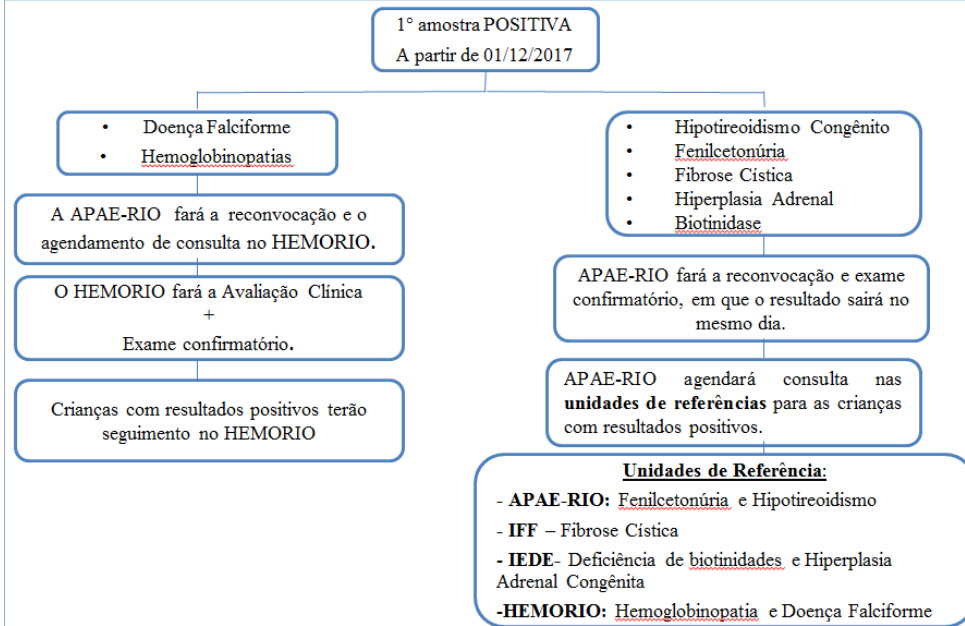 1° amostra POSITIVA
A partir de 01/12/2017
• Doença Falciforme
• Hemoglobinopatias
A APAE-RIO fará a reconvocação e o
agendamento de consulta no HEMORIO.
O HEMORIO fará a Avaliação Clínica
+
Exame confirmatório.
Crianças com resultados positivos terão
seguimento no HEMORIO
• Hipotireoidismo Congênito
• Fenilcetonúria
• Fibrose Cística
• Hiperplasia Adrenal
• Biotinidase
APAE-RIO fará a reconvocação e exame
confirmatório, em que o resultado sairá no
mesmo dia.
APAE-RIO agendará consulta nas
unidades de referências para as crianças
com resultados positivos.
Unidades de Referência:
- APAE-RIO: Fenilcetonúria e Hipotireoidismo
- IFF – Fibrose Cística
- IEDE- Deficiência de biotinidades e Hiperplasia
Adrenal Congênita
-HEMORIO: Hemoglobinopatia e Doença Falciforme